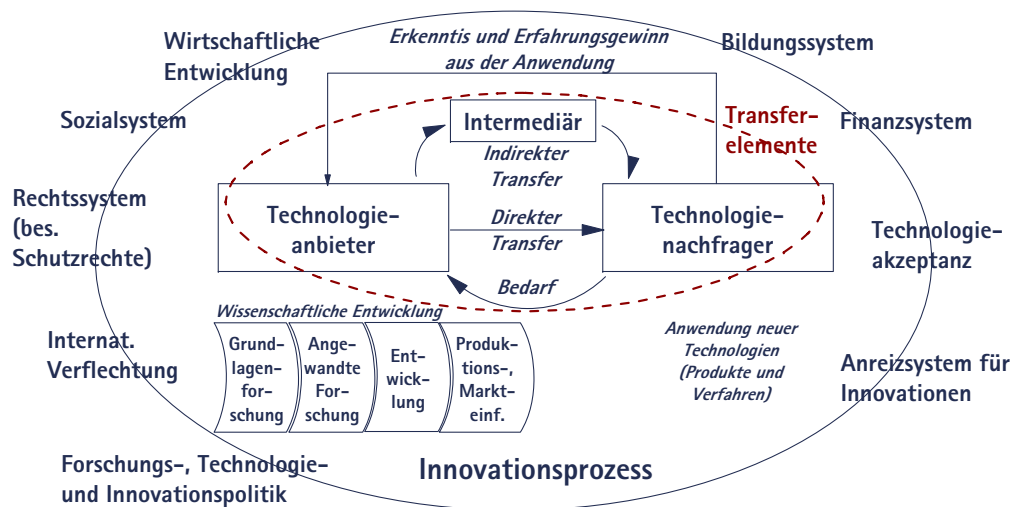 Wirtschaftliche
Entwicklung
Erkenntis und Erfahrungsgewinn
aus der Anwendung
Bildungssystem
Sozialsystem
Intermediär
Transfer-
elemente
Finanzsystem
Indirekter
Transfer
Rechtssystem
(bes.
Schutzrechte)
Technologie-
anbieter
Direkter
Transfer
Technologie-
nachfrager
Technologie-
akzeptanz
Bedarf
Wissenschaftliche Entwicklung
Internat.
Verflechtung
Grund-
lagen-
for-
schung
Ange-
wandte
For-
schung
Ent-
wick-
lung
Produk-
tions-,
Markt-
einf.
Anwendung neuer
Technologien
(Produkte und
Verfahren)
Anreizsystem für
Innovationen
Forschungs-, Technologie-
und Innovationspolitik
Innovationsprozess